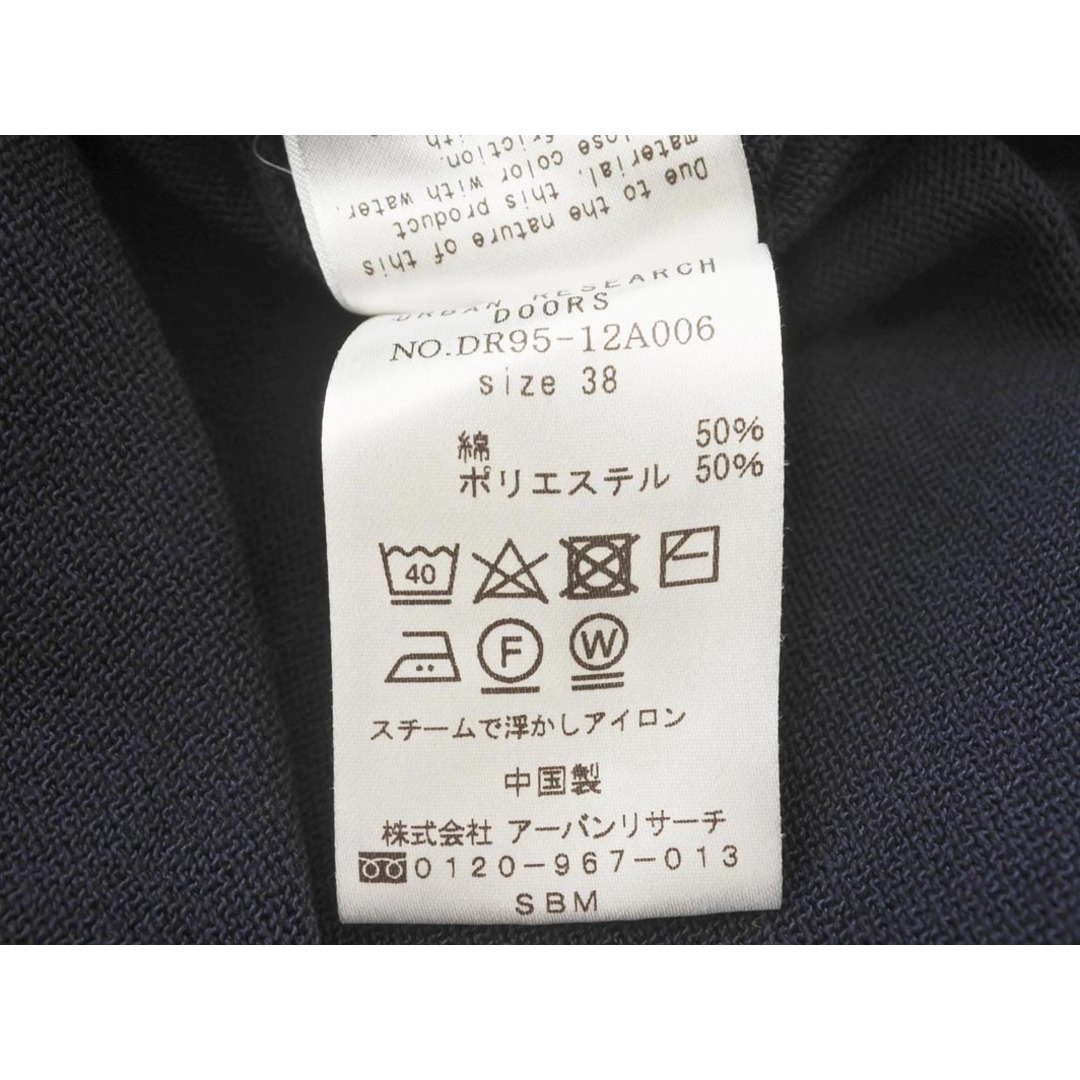 Due to the nature of this
material, this product
lose color with water
friction.
with
URBAN RESEARCH
DOORS
NO.DR95-12A006
size 38
綿 50%
ポリエステル 50%
40
F W
スチームで浮かしアイロン
中国製
株式会社 アーバンリサーチ
0120-967-013
SBM